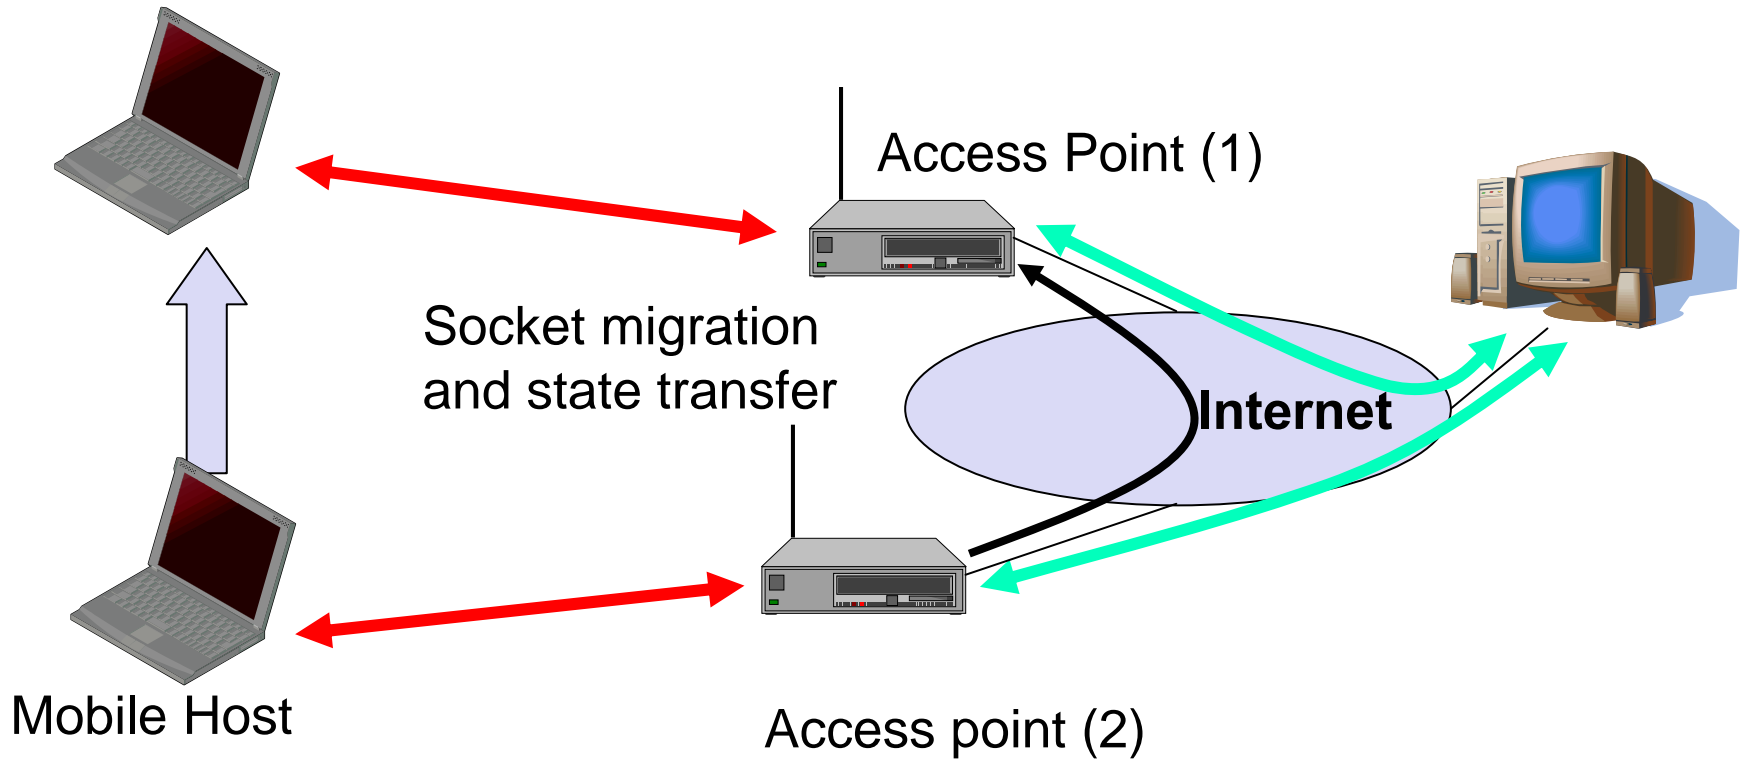 Access Point (1)
Socket migration
and state transfer
Internet
Mobile Host
Access point (2)